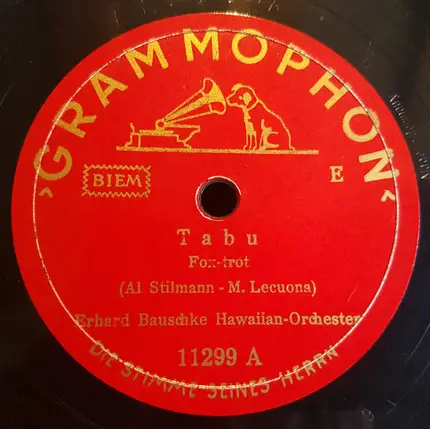 ›GRAMMOPHON‹
BIEM
E
Tabu
Fox-trot
(Al Stilmann - M. Lecuona)
Erhard Bauschke Hawaiian-Orchester
11299 A
DIE STIMME SEINES HERRN